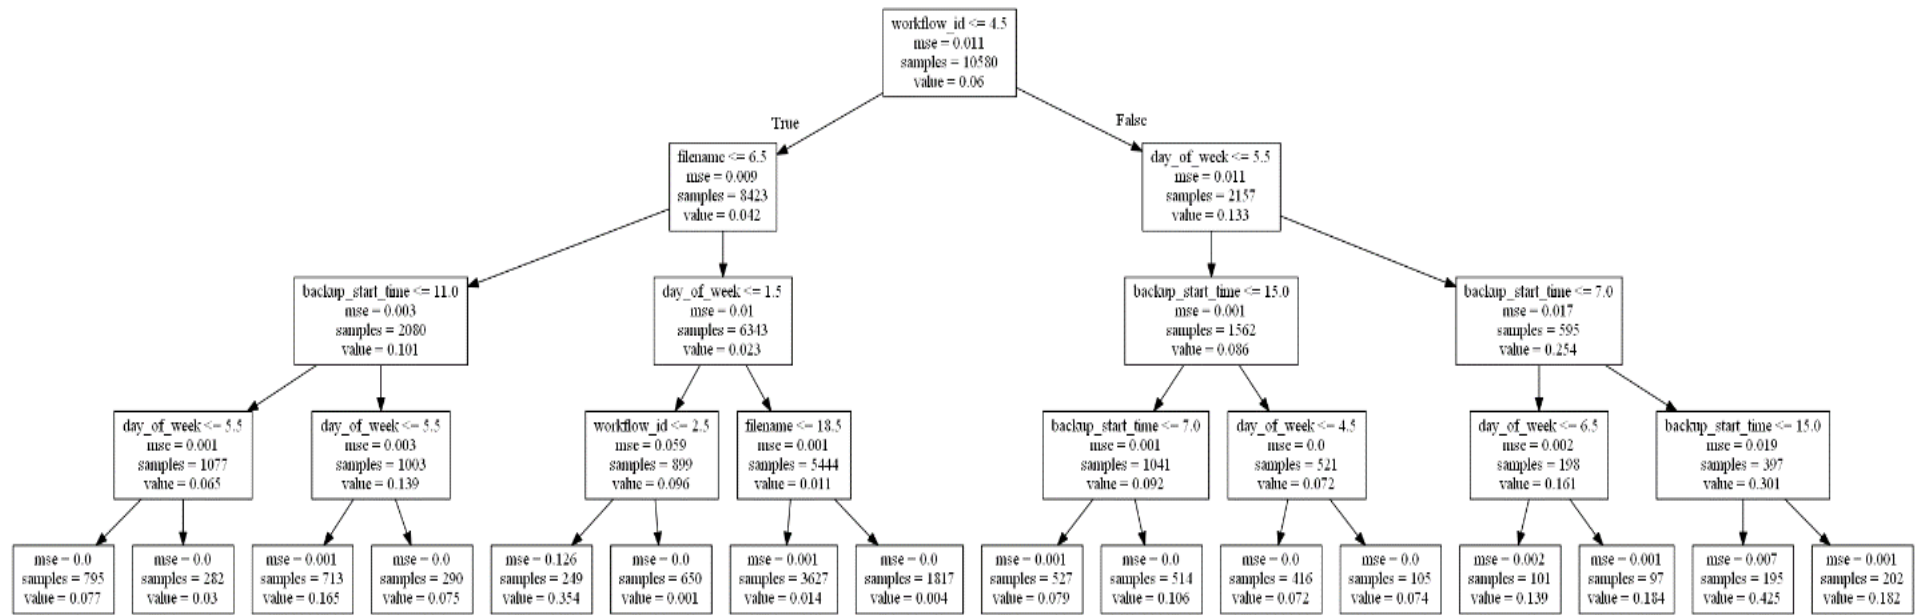 workflow_id <= 4.5
mse = 0.011
samples = 10580
value = 0.06
True
False
filename <= 6.5
mse = 0.009
samples = 8423
value = 0.042
day_of_week <= 5.5
mse = 0.011
samples = 2157
value = 0.133
backup_start_time <= 11.0
mse = 0.003
samples = 2080
value = 0.101
day_of_week <= 1.5
mse = 0.01
samples = 6343
value = 0.023
backup_start_time <= 15.0
mse = 0.001
samples = 1562
value = 0.086
backup_start_time <= 7.0
mse = 0.017
samples = 595
value = 0.254
day_of_week <= 5.5
mse = 0.001
samples = 1077
value = 0.065
day_of_week <= 5.5
mse = 0.003
samples = 1003
value = 0.139
workflow_id <= 2.5
mse = 0.059
samples = 899
value = 0.096
filename <= 18.5
mse = 0.001
samples = 5444
value = 0.011
backup_start_time <= 7.0
mse = 0.001
samples = 1041
value = 0.092
day_of_week <= 4.5
mse = 0.0
samples = 521
value = 0.072
day_of_week <= 6.5
mse = 0.002
samples = 198
value = 0.161
backup_start_time <= 15.0
mse = 0.019
samples = 397
value = 0.301
mse = 0.0
samples = 795
value = 0.077
mse = 0.0
samples = 282
value = 0.03
mse = 0.001
samples = 713
value = 0.165
mse = 0.0
samples = 290
value = 0.075
mse = 0.126
samples = 249
value = 0.354
mse = 0.0
samples = 650
value = 0.001
mse = 0.001
samples = 3627
value = 0.014
mse = 0.0
samples = 1817
value = 0.004
mse = 0.001
samples = 527
value = 0.079
mse = 0.0
samples = 514
value = 0.106
mse = 0.0
samples = 416
value = 0.072
mse = 0.0
samples = 105
value = 0.074
mse = 0.002
samples = 101
value = 0.139
mse = 0.001
samples = 97
value = 0.184
mse = 0.007
samples = 195
value = 0.425
mse = 0.001
samples = 202
value = 0.182